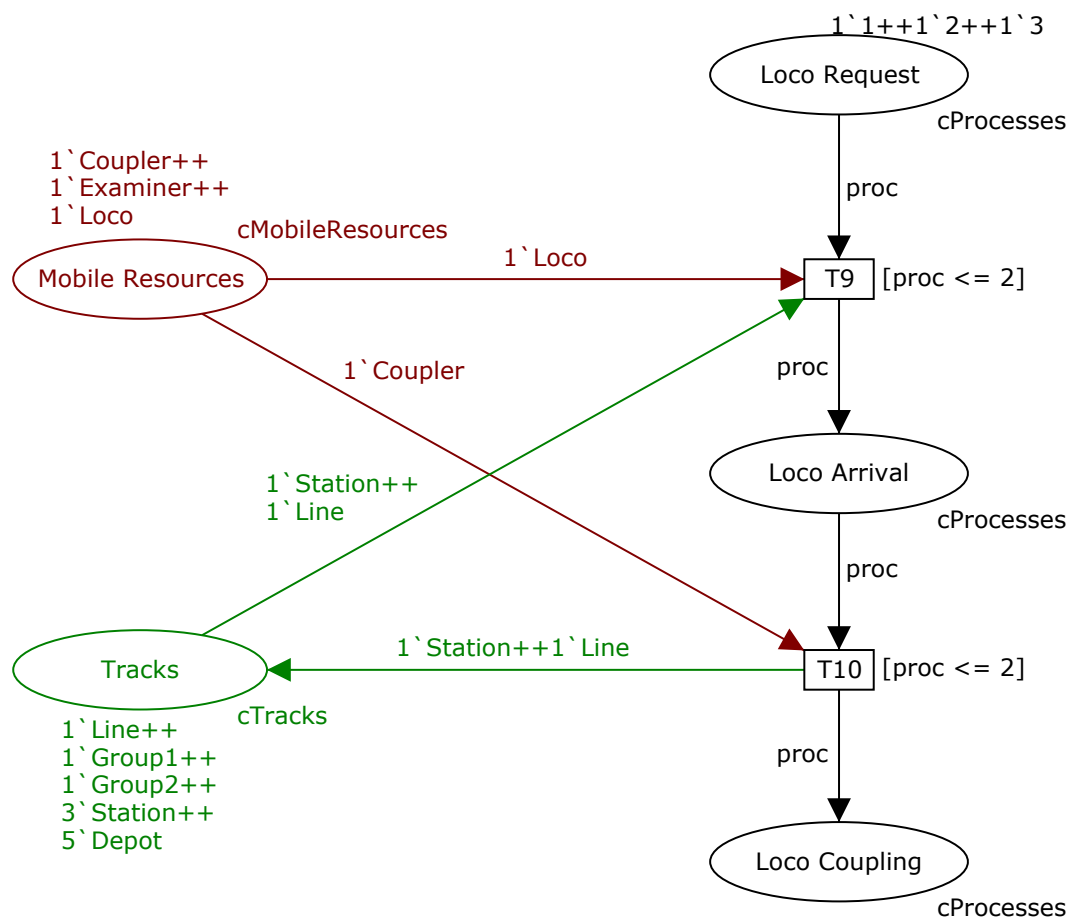 1`1++1`2++1`3
Loco Request
cProcesses
1`Coupler++
1`Examiner++
1`Loco
cMobileResources
proc
Mobile Resources
1`Loco
T9
[proc <= 2]
1`Coupler
proc
1`Station++
1`Line
Loco Arrival
cProcesses
proc
1`Station++1`Line
Tracks
T10
[proc <= 2]
cTracks
1`Line++
1`Group1++
1`Group2++
3`Station++
5`Depot
proc
Loco Coupling
cProcesses